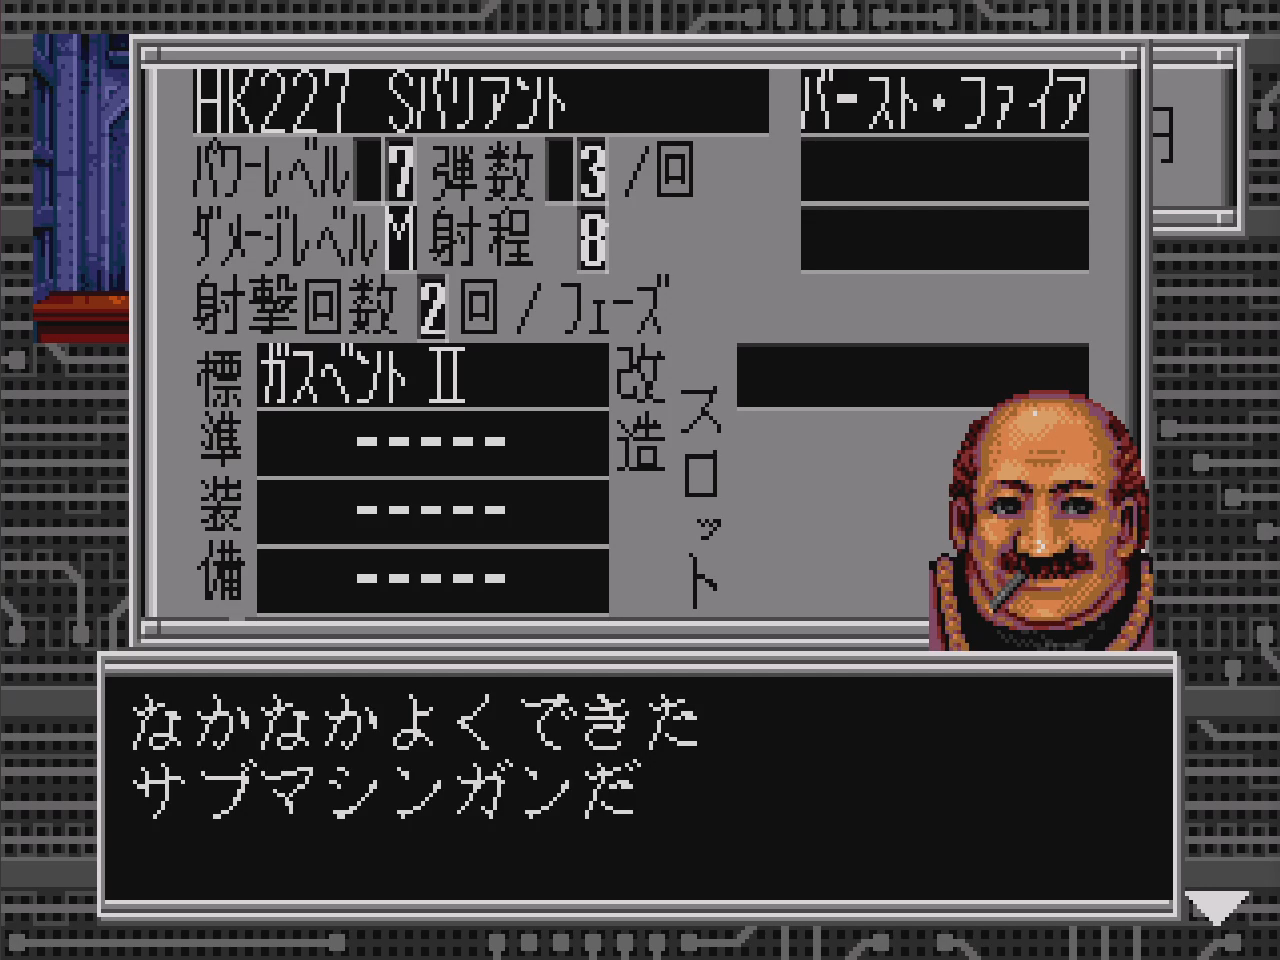 HK227 Sバリアント
バースト・ファイア
パワーレベル 7 弾数 3 /回
ダメージレベル M 射程 8
射撃回数 2 回 / フェーズ
標準装備
ガスベント II
-----
-----
-----
改造スロット
なかなかよくできた
サブマシンガンだ